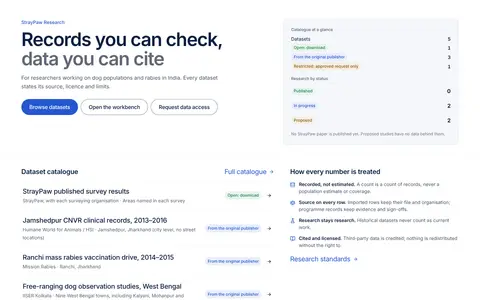 StrayPaw Research
Records you can check,
data you can cite
For researchers working on dog populations and rabies in India. Every dataset
states its source, licence and limits.
Browse datasets
Open the workbench
Request data access
Catalogue at a glance
Datasets 5
Open download 1
From the original publisher 3
Restricted: approved request only 1
Research by status
Published 0
In progress 2
Proposed 2
No StrayPaw paper is published yet. Proposed studies have no data behind them.
Dataset catalogue
Full catalogue →
StrayPaw published survey results
StrayPaw, with each surveying organisation · Areas named in each survey
Open download →
Jamshedpur CNVR clinical records, 2013–2016
Humane World for Animals / HSI · Jamshedpur, Jharkhand (city level, no street
locations)
From the original publisher →
Ranchi mass rabies vaccination drive, 2014–2015
Mission Rabies · Ranchi, Jharkhand
From the original publisher →
Free-ranging dog observation studies, West Bengal
IISER Kolkata · Nine West Bengal towns, including Kalyani, Mohanpur and
From the original publisher →
How every number is treated
Recorded, not estimated. A count is a count of records, never a
population estimate or coverage.
Source on every row. Imported rows keep their file and organisation;
programme records keep evidence and sign-offs.
Research stays research. Historical datasets never count as current
work.
Cited and licensed. Third-party data is credited; nothing is redistributed
without the right to.
Research standards →